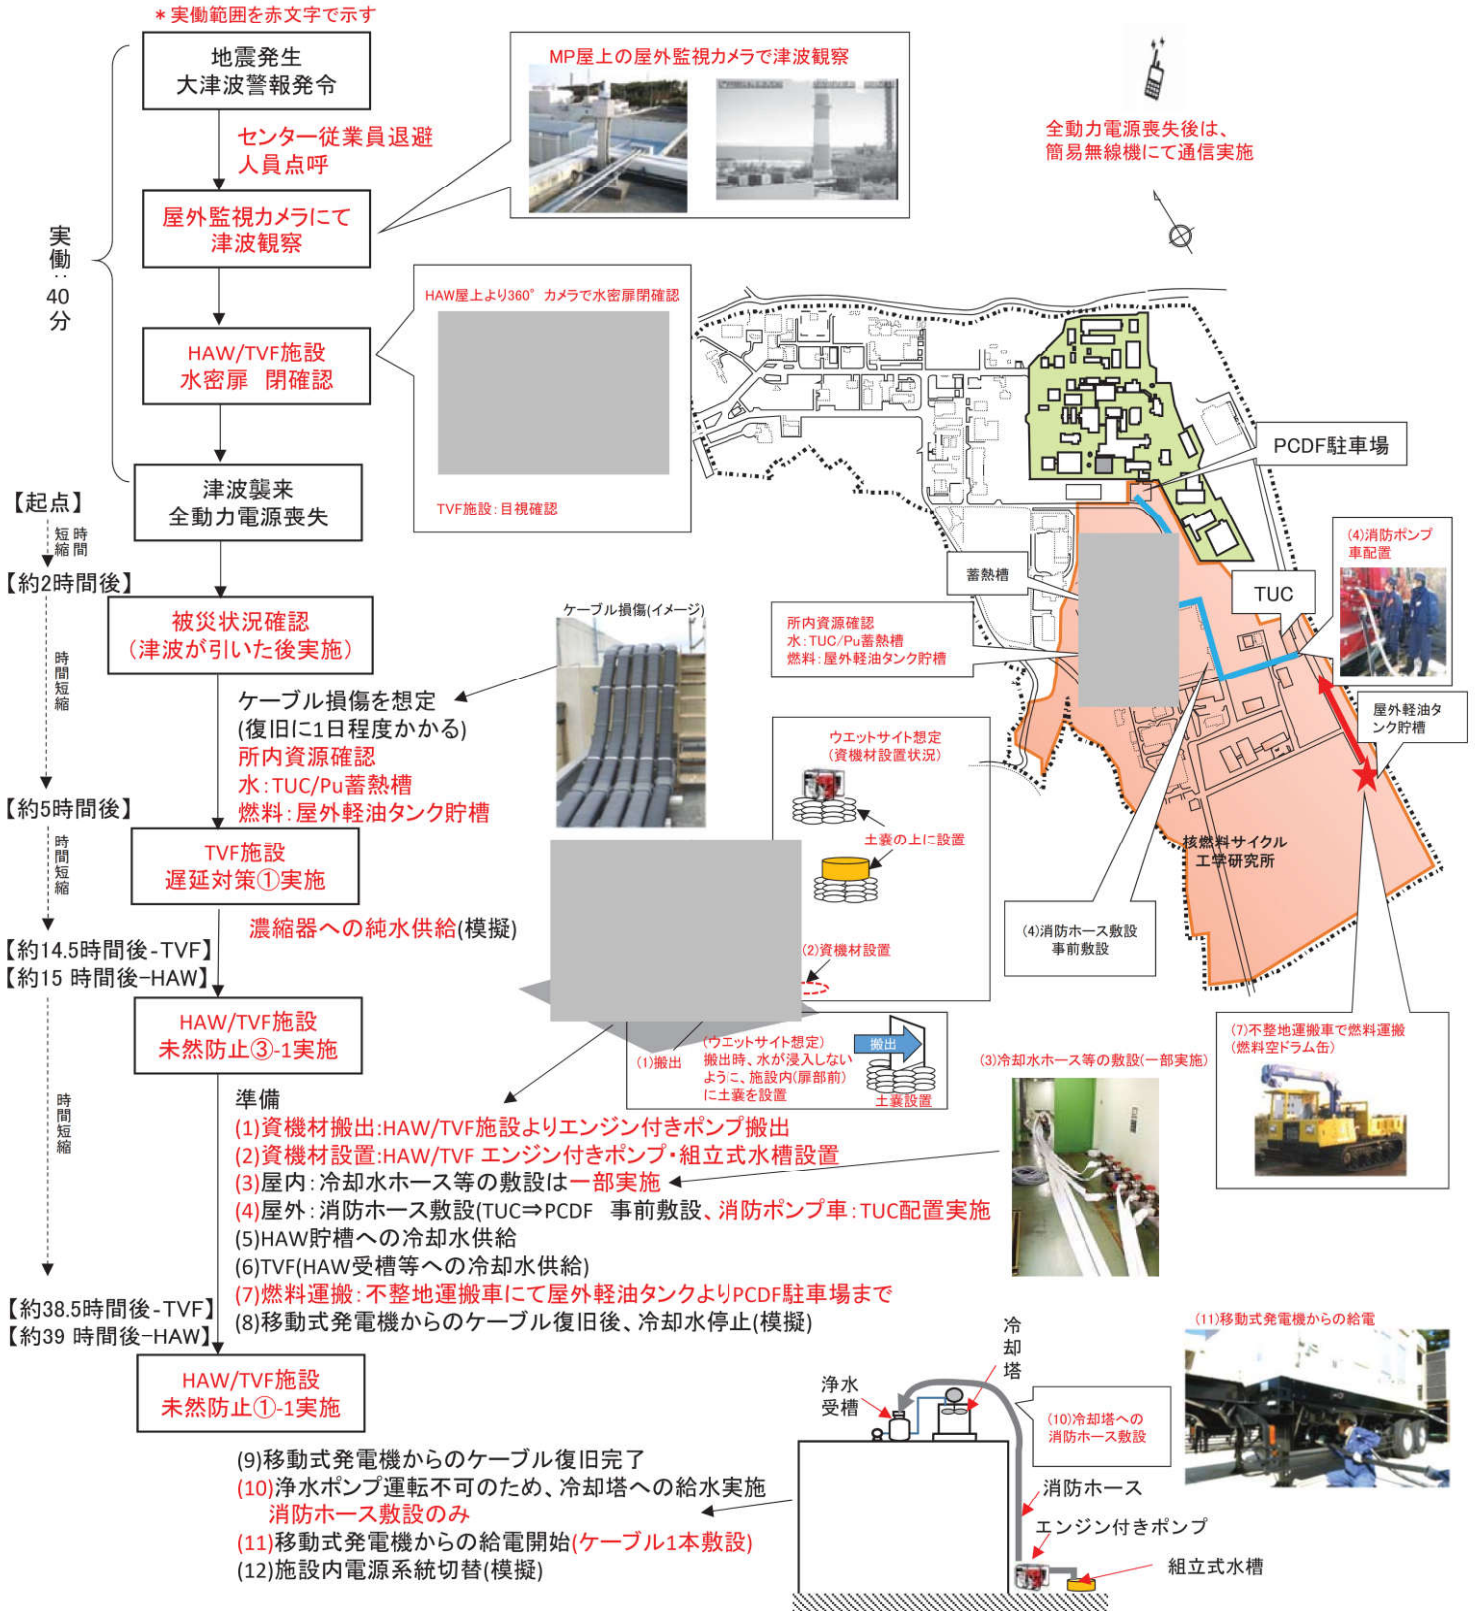 ＊実働範囲を赤文字で示す
地震発生
大津波警報発令
センター従業員退避
人員点呼
屋外監視カメラにて
津波観察
HAW/TVF施設
水密扉 閉確認
津波襲来
全動力電源喪失
実働：40分
【起点】
時間短縮
【約2時間後】
被災状況確認
(津波が引いた後実施)
時間短縮
ケーブル損傷を想定
(復旧に1日程度かかる)
所内資源確認
水：TUC/Pu蓄熱槽
燃料：屋外軽油タンク貯槽
【約5時間後】
TVF施設
遅延対策①実施
時間短縮
濃縮器への純水供給(模擬)
【約14.5時間後-TVF】
【約15 時間後-HAW】
HAW/TVF施設
未然防止③-1実施
時間短縮
準備
(1)資機材搬出:HAW/TVF施設よりエンジン付きポンプ搬出
(2)資機材設置:HAW/TVF エンジン付きポンプ・組立式水槽設置
(3)屋内：冷却水ホース等の敷設は一部実施
(4)屋外：消防ホース敷設(TUC⇒PCDF 事前敷設、消防ポンプ車：TUC配置実施
(5)HAW貯槽への冷却水供給
(6)TVF(HAW受槽等への冷却水供給)
(7)燃料運搬：不整地運搬車にて屋外軽油タンクよりPCDF駐車場まで
(8)移動式発電機からのケーブル復旧後、冷却水停止(模擬)
【約38.5時間後-TVF】
【約39 時間後-HAW】
HAW/TVF施設
未然防止①-1実施
(9)移動式発電機からのケーブル復旧完了
(10)浄水ポンプ運転不可のため、冷却塔への給水実施
消防ホース敷設のみ
(11)移動式発電機からの給電開始(ケーブル1本敷設)
(12)施設内電源系統切替(模擬)
MP屋上の屋外監視カメラで津波観察
HAW屋上より360°カメラで水密扉閉確認
TVF施設：目視確認
全動力電源喪失後は、
簡易無線機にて通信実施
PCDF駐車場
蓄熱槽
TUC
(4)消防ポンプ
車配置
所内資源確認
水：TUC/Pu蓄熱槽
燃料：屋外軽油タンク貯槽
屋外軽油タ
ンク貯槽
核燃料サイクル
工学研究所
(4)消防ホース敷設
事前敷設
ケーブル損傷(イメージ)
ウエットサイト想定
(資機材設置状況)
土嚢の上に設置
(2)資機材設置
(1)搬出
(ウエットサイト想定)
搬出時、水が浸入しない
ように、施設内(扉部前)
に土嚢を設置
搬出
土嚢設置
(3)冷却水ホース等の敷設(一部実施)
(7)不整地運搬車で燃料運搬
(燃料空ドラム缶)
浄水
受槽
冷却塔
(10)冷却塔への
消防ホース敷設
消防ホース
エンジン付きポンプ
組立式水槽
(11)移動式発電機からの給電